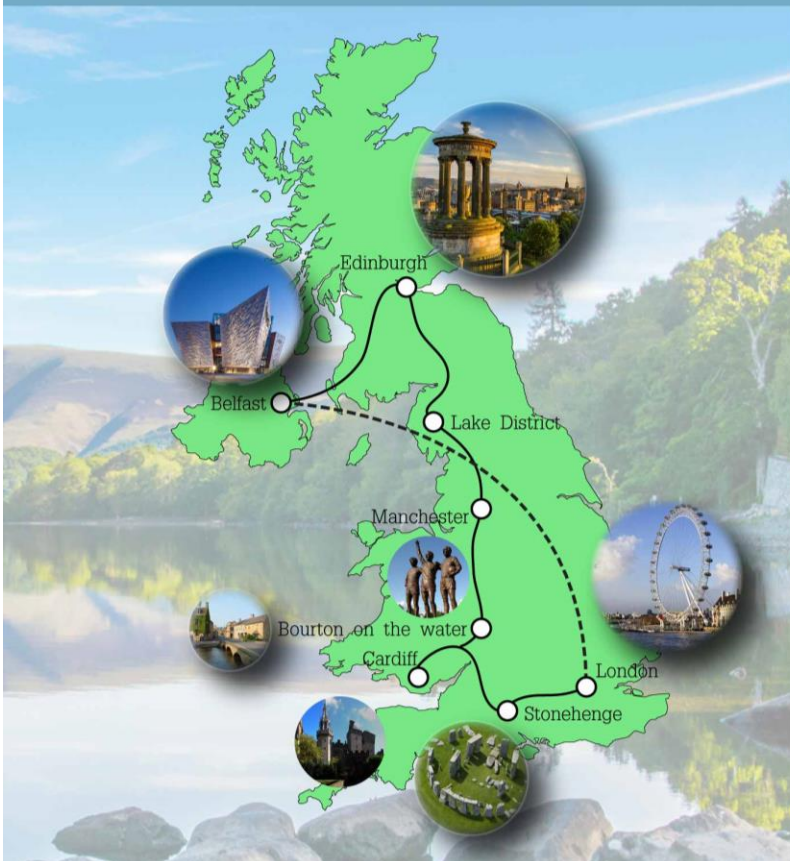 Edinburgh
Belfast
Lake District
Manchester
Bourton on the water
Cardiff
London
Stonehenge